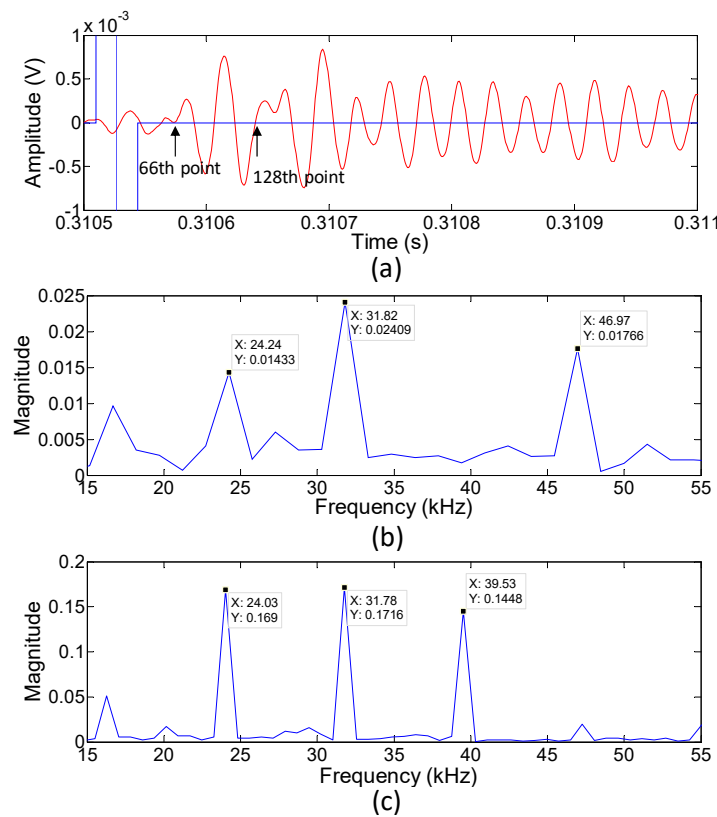 1 x 10^-3
0.5
0
-0.5
-1
Amplitude (V)
66th point
128th point
0.3105 0.3106 0.3107 0.3108 0.3109 0.311
Time (s)
(a)
0.025
0.02
0.015
0.01
0.005
0
Magnitude
X: 24.24
Y: 0.01433
X: 31.82
Y: 0.02409
X: 46.97
Y: 0.01766
15 20 25 30 35 40 45 50 55
Frequency (kHz)
(b)
0.2
0.15
0.1
0.05
0
Magnitude
X: 24.03
Y: 0.169
X: 31.78
Y: 0.1716
X: 39.53
Y: 0.1448
15 20 25 30 35 40 45 50 55
Frequency (kHz)
(c)